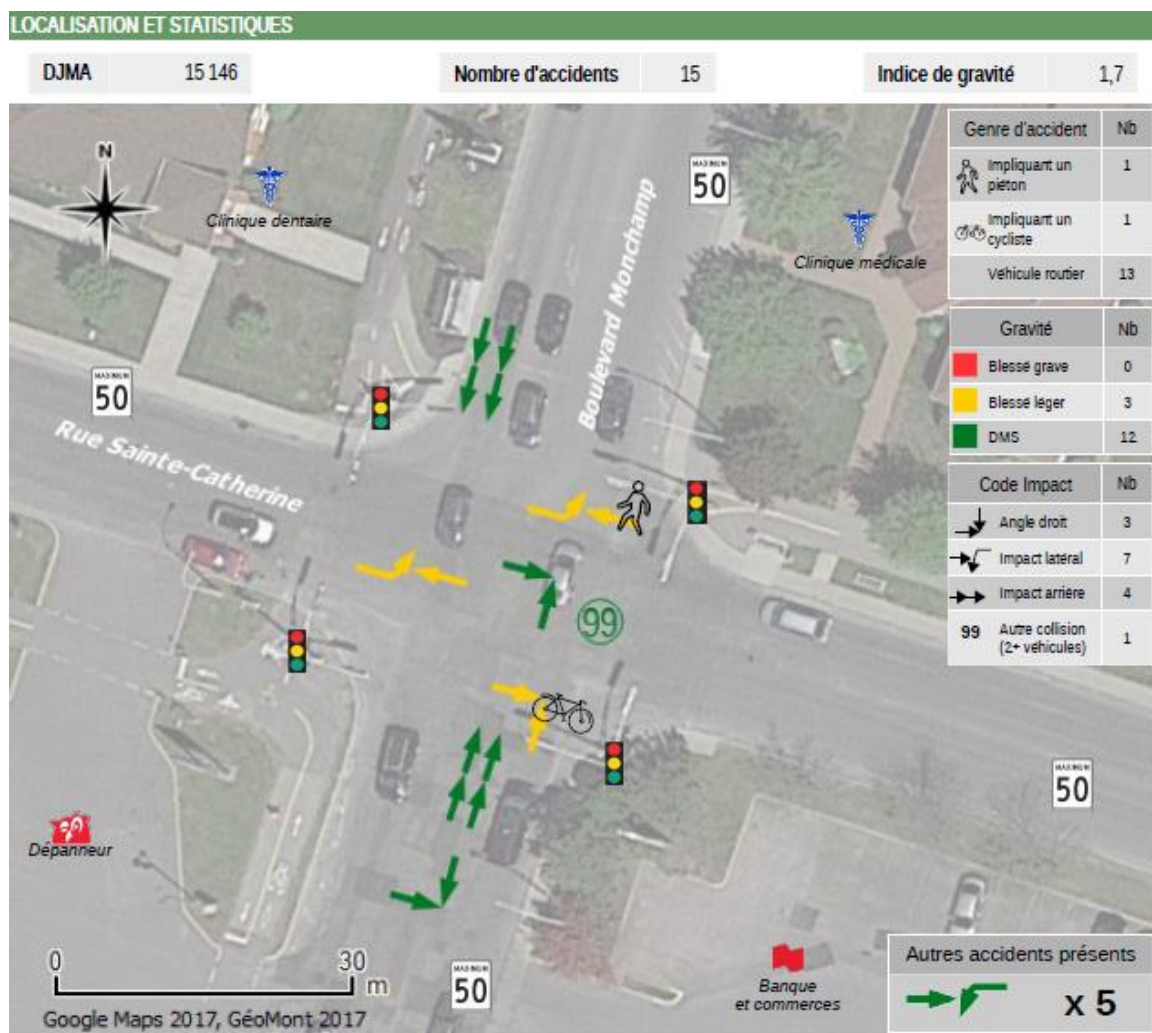 LOCALISATION ET STATISTIQUES
DJMA 15 146 Nombre d'accidents 15 Indice de gravité 1,7
Genre d'accident Nb
Impliquant un piéton 1
Impliquant un cycliste 1
Véhicule routier 13
Gravité Nb
Blessé grave 0
Blessé léger 3
DMS 12
Code Impact Nb
Angle droit 3
Impact latéral 7
Impact arrière 4
99 Autre collision (2+ véhicules) 1
N
Clinique dentaire
MAXIMUM
50
Boulevard Monchamp
Clinique médicale
MAXIMUM
50
Rue Sainte-Catherine
99
MAXIMUM
50
Dépanneur
0 30 m
MAXIMUM
50
Banque
et commerces
Autres accidents présents
x 5
Google Maps 2017, GéoMont 2017